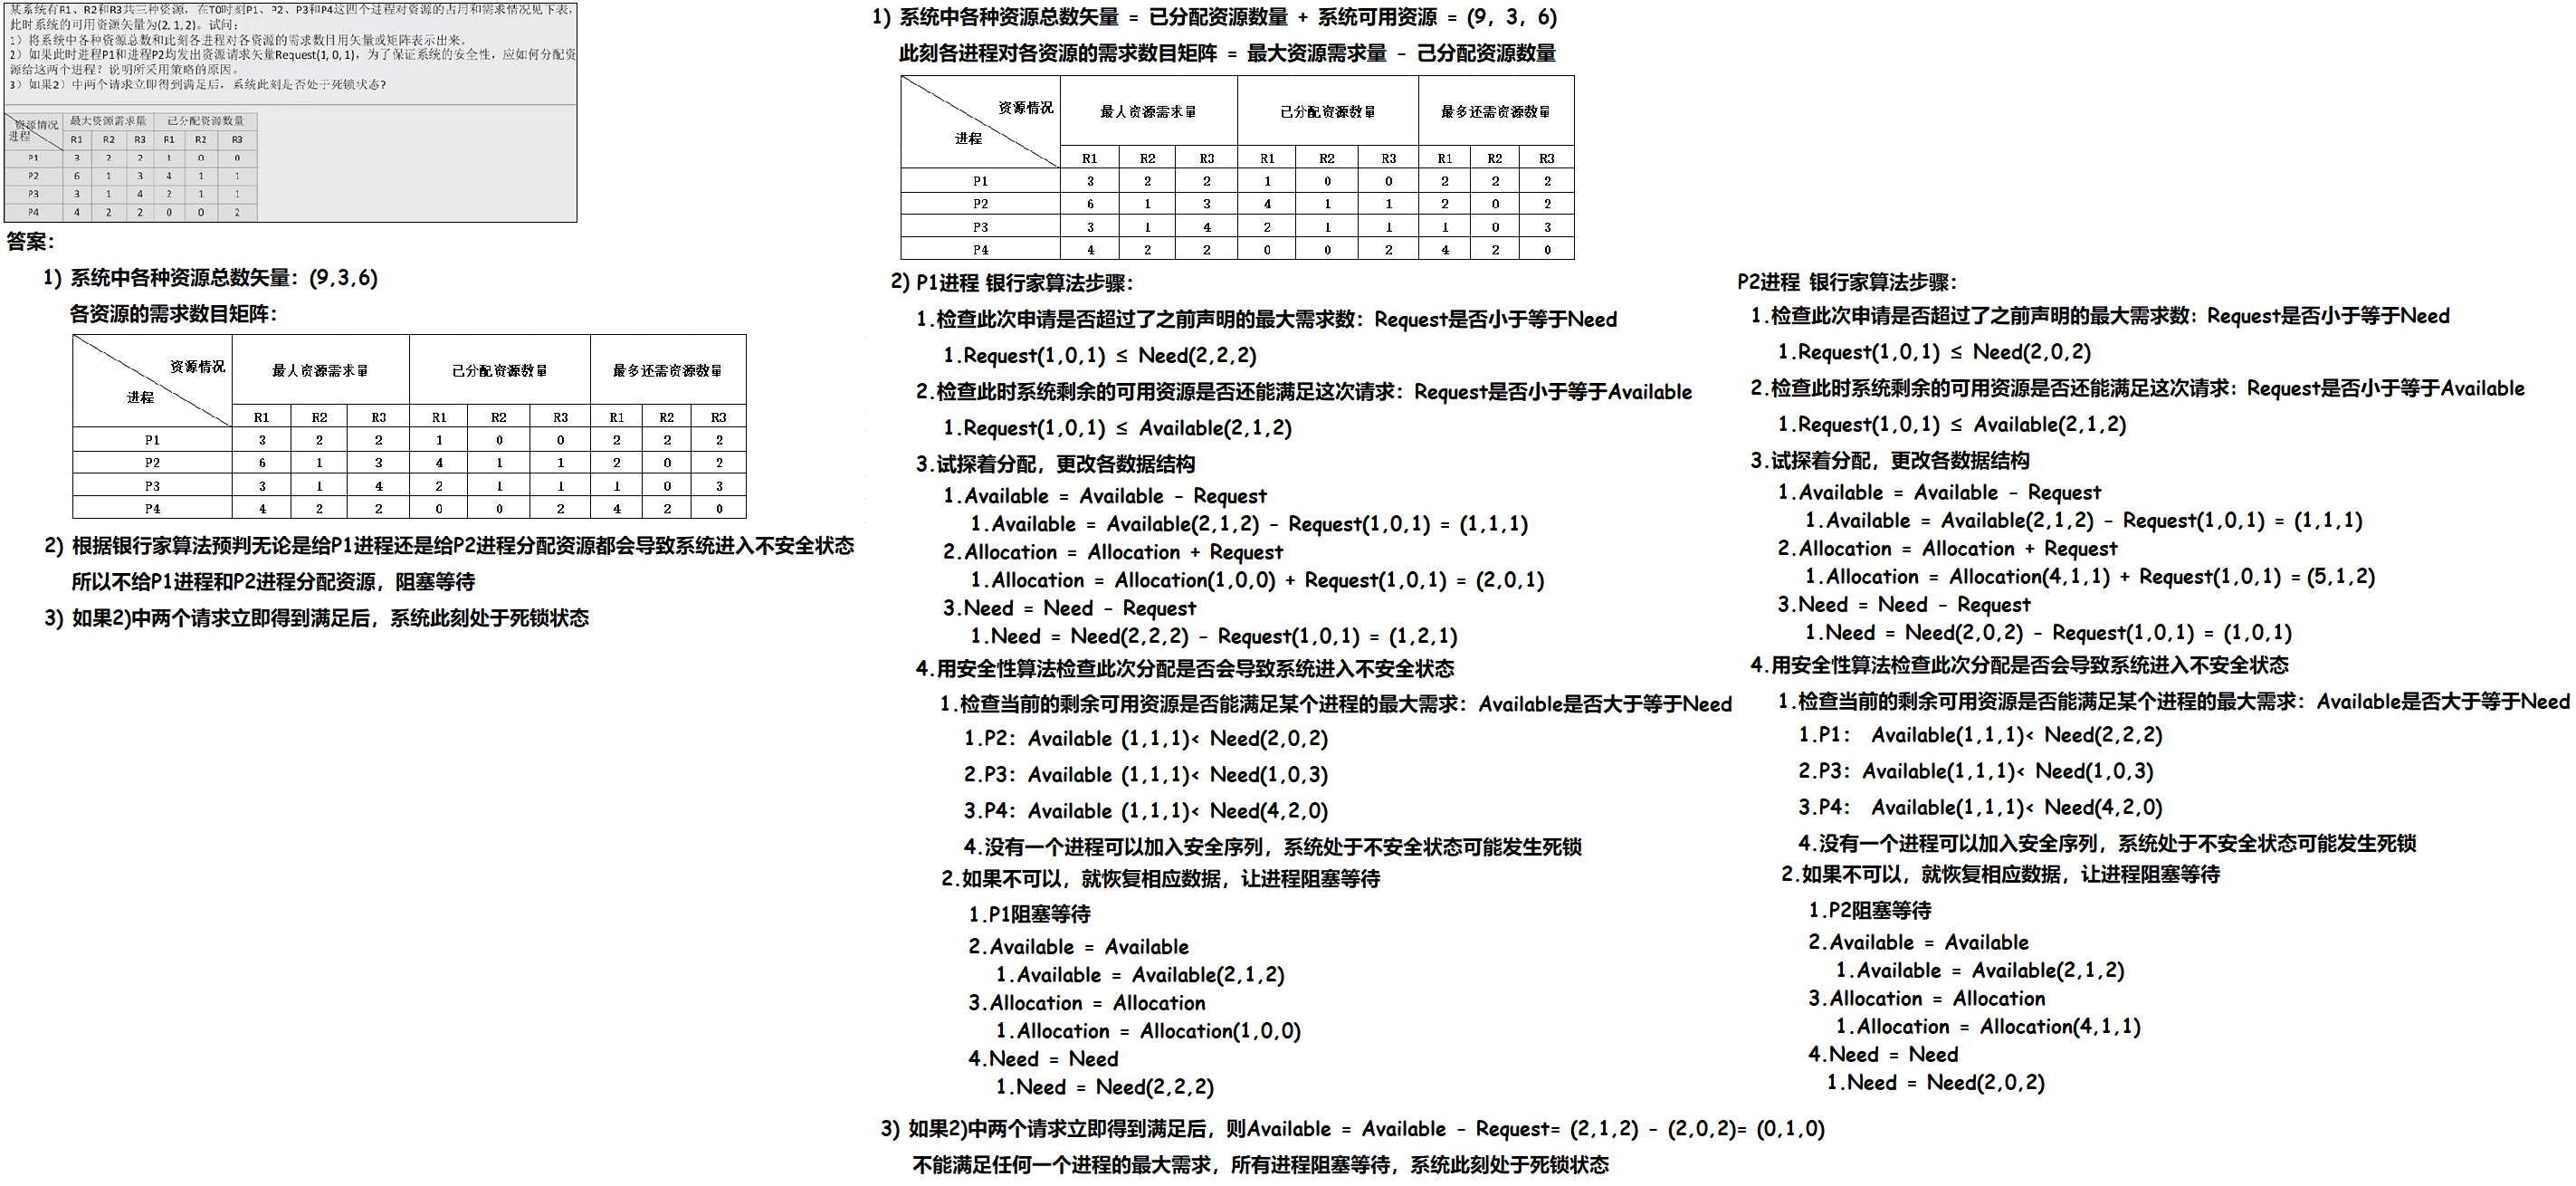 某系统有R1、R2和R3共三种资源，在T0时刻P1、P2、P3和P4这四个进程对资源的占用和需求情况见下表，
此时系统的可用资源矢量为(2, 1, 2)。试问：
1）将系统中各种资源总数和此刻各进程对各资源的需求数目用矢量或矩阵表示出来。
2）如果此时进程P1和进程P2均发出资源请求矢量Request(1, 0, 1)，为了保证系统的安全性，应如何分配资
源给这两个进程？说明所采用策略的原因。
3）如果2）中两个请求立即得到满足后，系统此刻是否处于死锁状态？
资源情况 最大资源需求量 已分配资源数量
进程 R1 R2 R3 R1 R2 R3
P1 3 2 2 1 0 0
P2 6 1 3 4 1 1
P3 3 1 4 2 1 1
P4 4 2 2 0 0 2
答案：
1) 系统中各种资源总数矢量：(9,3,6)
各资源的需求数目矩阵：
资源情况 最人资源需求量 已分配资源数量 最多还需资源数量
进程
R1 R2 R3 R1 R2 R3 R1 R2 R3
P1 3 2 2 1 0 0 2 2 2
P2 6 1 3 4 1 1 2 0 2
P3 3 1 4 2 1 1 1 0 3
P4 4 2 2 0 0 2 4 2 0
2) 根据银行家算法预判无论是给P1进程还是给P2进程分配资源都会导致系统进入不安全状态
所以不给P1进程和P2进程分配资源，阻塞等待
3) 如果2)中两个请求立即得到满足后，系统此刻处于死锁状态
1) 系统中各种资源总数矢量 = 已分配资源数量 + 系统可用资源 = (9, 3, 6)
此刻各进程对各资源的需求数目矩阵 = 最大资源需求量 - 已分配资源数量
资源情况 最人资源需求量 已分配资源数量 最多还需资源数量
进程
R1 R2 R3 R1 R2 R3 R1 R2 R3
P1 3 2 2 1 0 0 2 2 2
P2 6 1 3 4 1 1 2 0 2
P3 3 1 4 2 1 1 1 0 3
P4 4 2 2 0 0 2 4 2 0
2) P1进程 银行家算法步骤：
1.检查此次申请是否超过了之前声明的最大需求数：Request是否小于等于Need
1.Request(1,0,1) ≤ Need(2,2,2)
2.检查此时系统剩余的可用资源是否还能满足这次请求：Request是否小于等于Available
1.Request(1,0,1) ≤ Available(2,1,2)
3.试探着分配，更改各数据结构
1.Available = Available - Request
1.Available = Available(2,1,2) - Request(1,0,1) = (1,1,1)
2.Allocation = Allocation + Request
1.Allocation = Allocation(1,0,0) + Request(1,0,1) = (2,0,1)
3.Need = Need - Request
1.Need = Need(2,2,2) - Request(1,0,1) = (1,2,1)
4.用安全性算法检查此次分配是否会导致系统进入不安全状态
1.检查当前的剩余可用资源是否能满足某个进程的最大需求：Available是否大于等于Need
1.P2：Available (1,1,1)< Need(2,0,2)
2.P3：Available (1,1,1)< Need(1,0,3)
3.P4：Available (1,1,1)< Need(4,2,0)
4.没有一个进程可以加入安全序列，系统处于不安全状态可能发生死锁
2.如果不可以，就恢复相应数据，让进程阻塞等待
1.P1阻塞等待
2.Available = Available
1.Available = Available(2,1,2)
3.Allocation = Allocation
1.Allocation = Allocation(1,0,0)
4.Need = Need
1.Need = Need(2,2,2)
P2进程 银行家算法步骤：
1.检查此次申请是否超过了之前声明的最大需求数：Request是否小于等于Need
1.Request(1,0,1) ≤ Need(2,0,2)
2.检查此时系统剩余的可用资源是否还能满足这次请求：Request是否小于等于Available
1.Request(1,0,1) ≤ Available(2,1,2)
3.试探着分配，更改各数据结构
1.Available = Available - Request
1.Available = Available(2,1,2) - Request(1,0,1) = (1,1,1)
2.Allocation = Allocation + Request
1.Allocation = Allocation(4,1,1) + Request(1,0,1) = (5,1,2)
3.Need = Need - Request
1.Need = Need(2,0,2) - Request(1,0,1) = (1,0,1)
4.用安全性算法检查此次分配是否会导致系统进入不安全状态
1.检查当前的剩余可用资源是否能满足某个进程的最大需求：Available是否大于等于Need
1.P1： Available(1,1,1)< Need(2,2,2)
2.P3：Available(1,1,1)< Need(1,0,3)
3.P4： Available(1,1,1)< Need(4,2,0)
4.没有一个进程可以加入安全序列，系统处于不安全状态可能发生死锁
2.如果不可以，就恢复相应数据，让进程阻塞等待
1.P2阻塞等待
2.Available = Available
1.Available = Available(2,1,2)
3.Allocation = Allocation
1.Allocation = Allocation(4,1,1)
4.Need = Need
1.Need = Need(2,0,2)
3) 如果2)中两个请求立即得到满足后，则Available = Available - Request= (2,1,2) - (2,0,2)= (0,1,0)
不能满足任何一个进程的最大需求，所有进程阻塞等待，系统此刻处于死锁状态